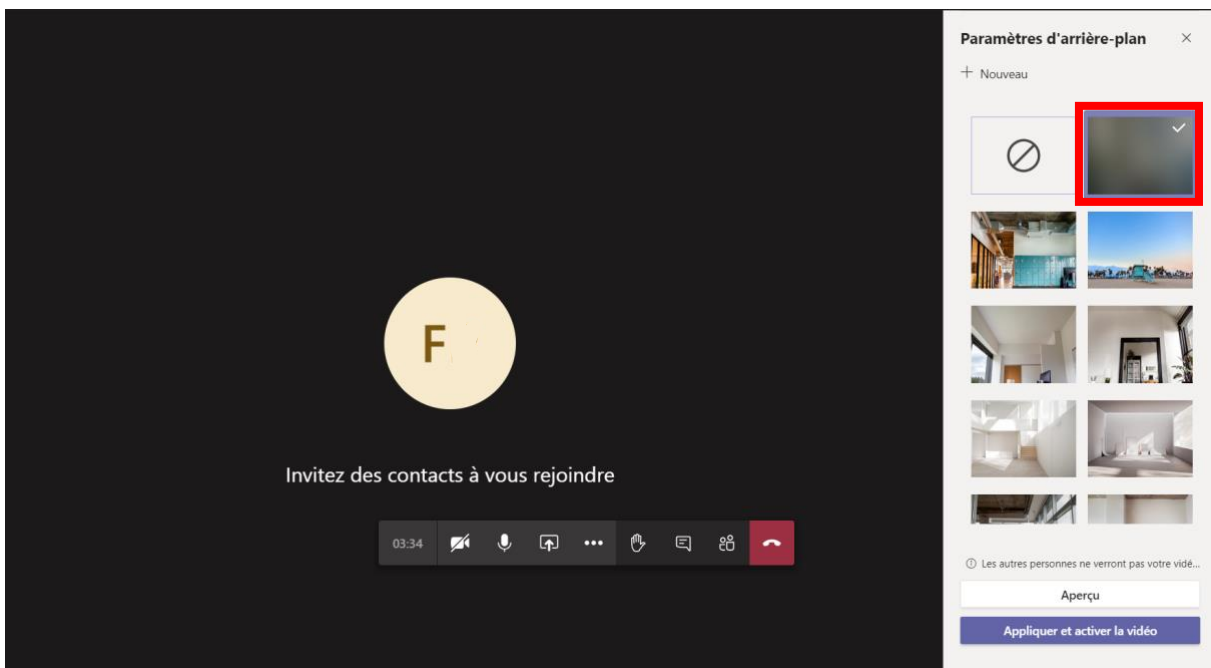 Paramètres d'arrière-plan
Nouveau
F
Invitez des contacts à vous rejoindre
03:34
Les autres personnes ne verront pas votre vidé...
Aperçu
Appliquer et activer la vidéo